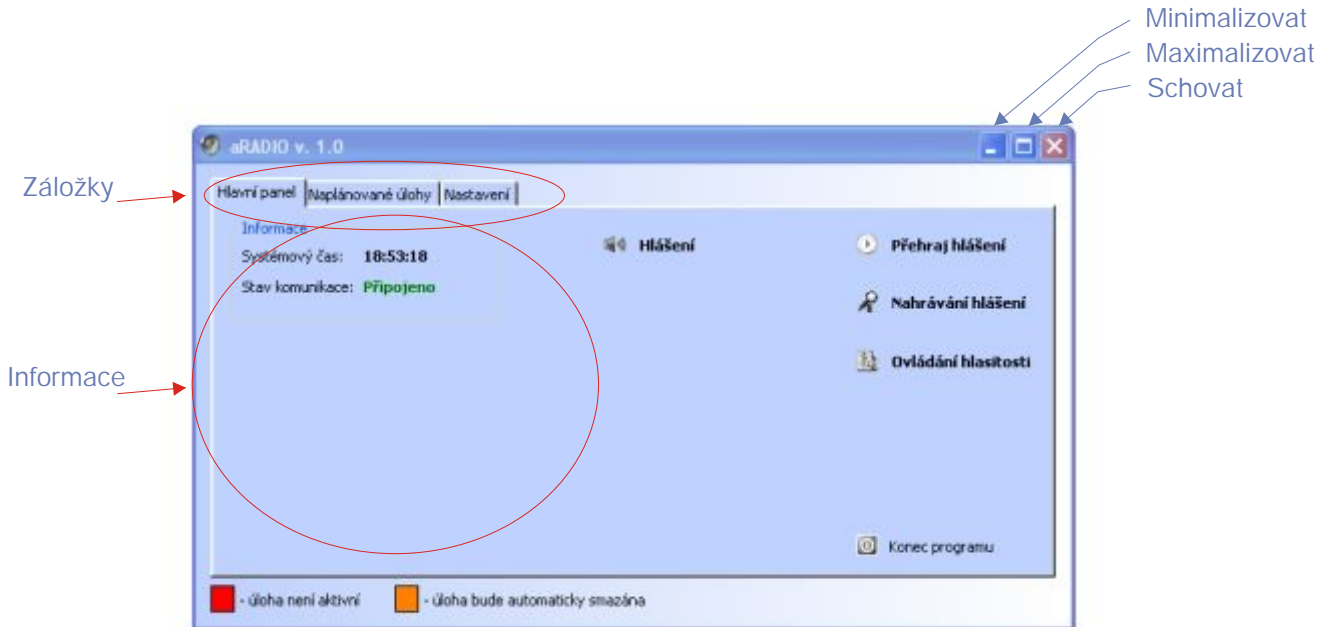 Minimalizovat
Maximalizovat
Schovat
aRADIO v. 1.0
Záložky
Hlavní panel Naplánované úlohy Nastavení
Informace
Systémový čas: 18:53:18
Stav komunikace: Připojeno
Hlášení
Přehraj hlášení
Nahrávání hlášení
Ovládání hlasitosti
Informace
Konec programu
- úloha není aktivní
- úloha bude automaticky smazána